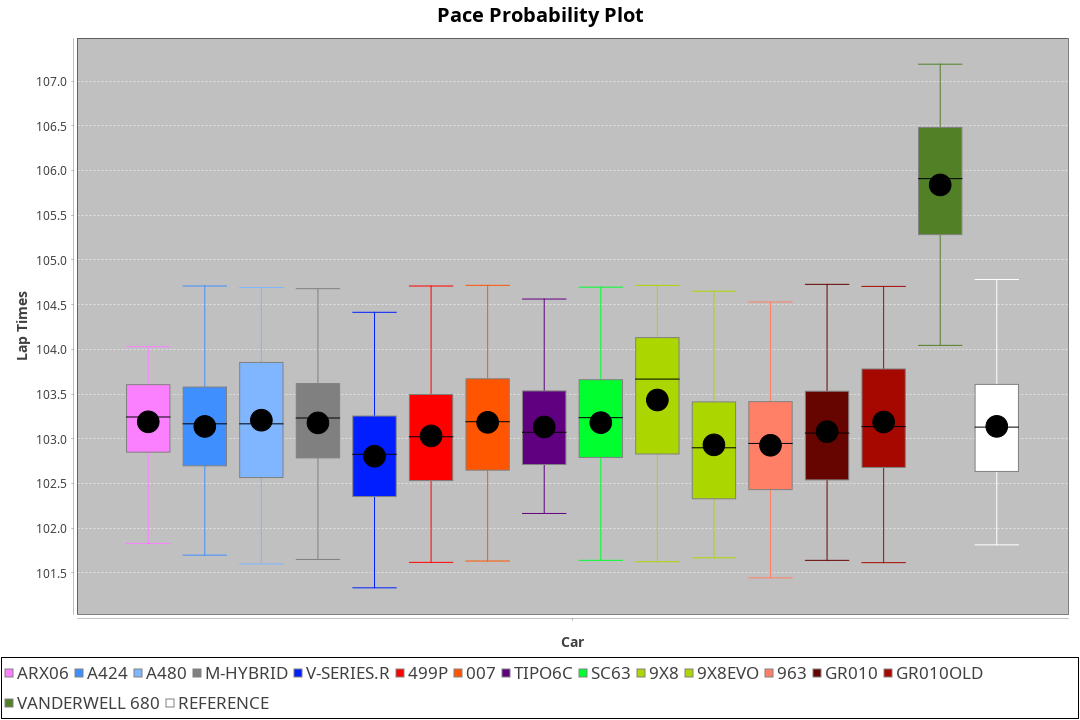 Pace Probability Plot
107.0
106.5
106.0
105.5
105.0
104.5
104.0
103.5
103.0
102.5
102.0
101.5
Lap Times
Car
ARX06 A424 A480 M-HYBRID V-SERIES.R 499P 007 TIPO6C SC63 9X8 9X8EVO 963 GR010 GR010OLD
VANDERWELL 680 REFERENCE